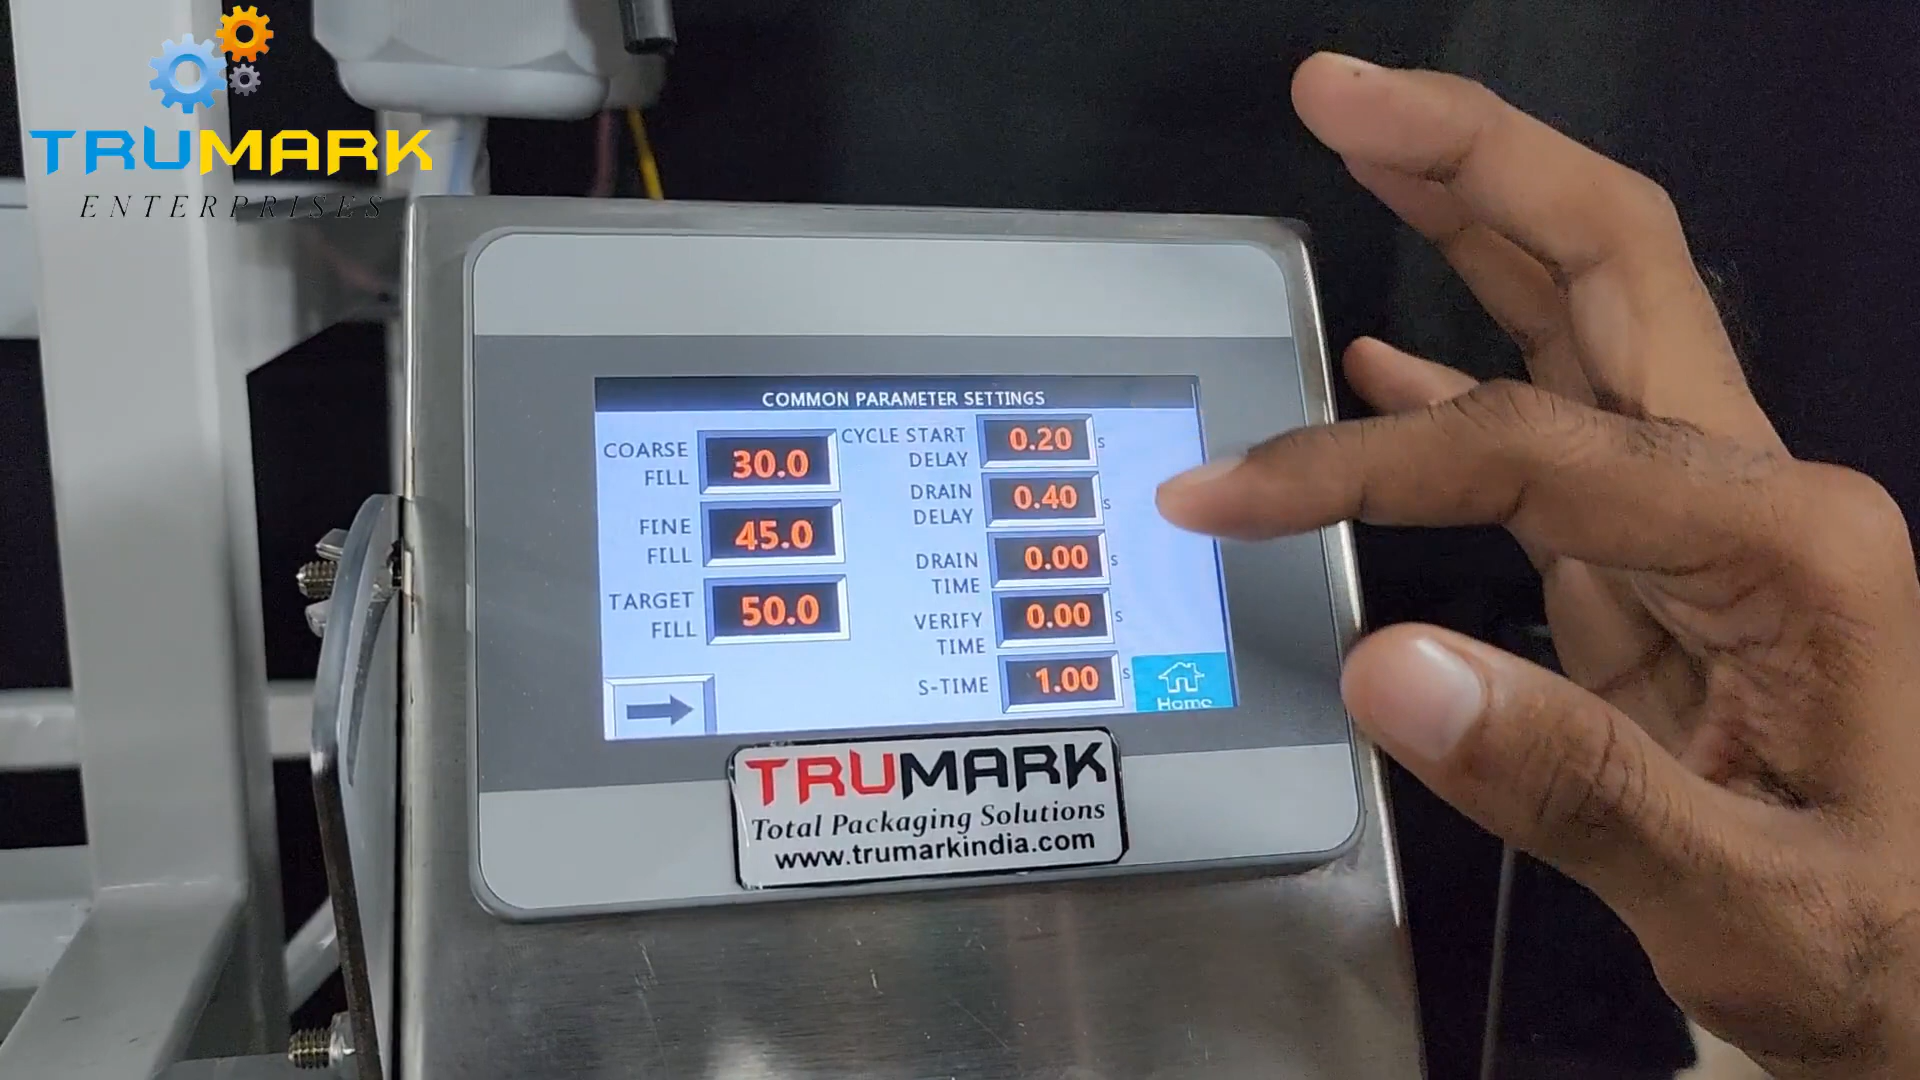 TRUMARK
ENTERPRISES
COMMON PARAMETER SETTINGS
COARSE
FILL
30.0
FINE
FILL
45.0
TARGET
FILL
50.0
CYCLE START
DELAY
0.20 s
DRAIN
DELAY
0.40 s
DRAIN
TIME
0.00 s
VERIFY
TIME
0.00 s
S-TIME
1.00 s
Home
TRUMARK
Total Packaging Solutions
www.trumarkindia.com